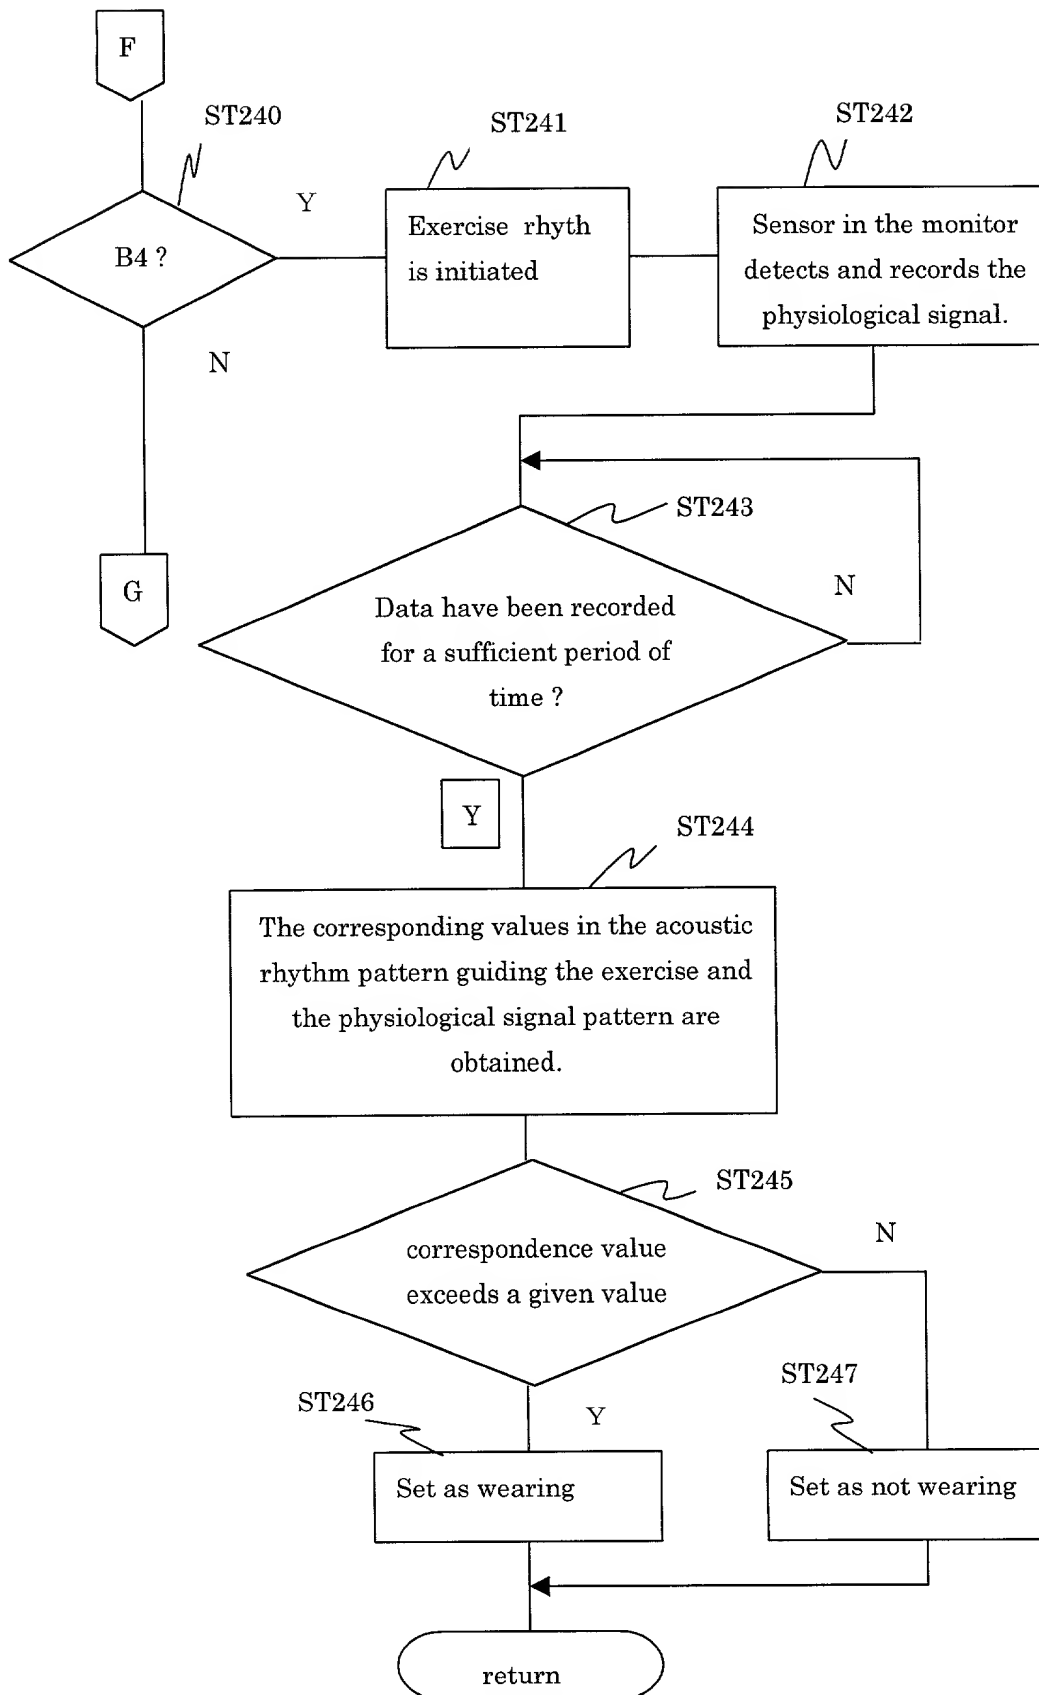 F
ST240
ST241
ST242
Y
B4 ?
Exercise rhyth
is initiated
Sensor in the monitor
detects and records the
physiological signal.
N
ST243
G
N
Data have been recorded
for a sufficient period of
time ?
Y
ST244
The corresponding values in the acoustic
rhythm pattern guiding the exercise and
the physiological signal pattern are
obtained.
ST245
N
correspondence value
exceeds a given value
ST247
ST246
Y
Set as wearing
Set as not wearing
return